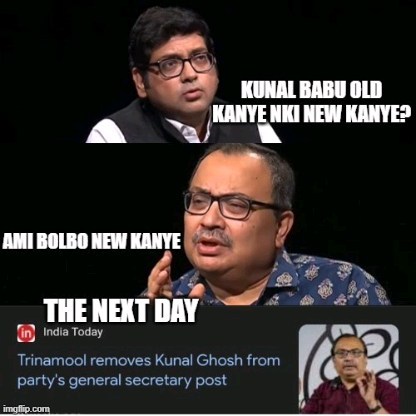 KUNAL BABU OLD
KANYE NKI NEW KANYE?
AMI BOLBO NEW KANYE
THE NEXT DAY
in India Today
Trinamool removes Kunal Ghosh from
party's general secretary post
imgflip.com